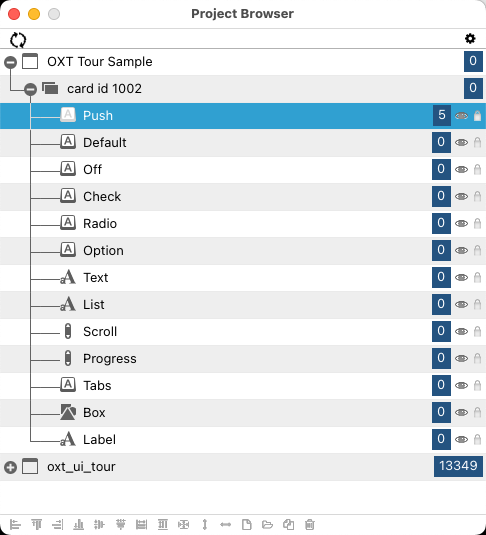 Project Browser
OXT Tour Sample 0
card id 1002 0
A Push 5
A Default 0
A Off 0
A Check 0
A Radio 0
A Option 0
A Text 0
A List 0
Scroll 0
Progress 0
A Tabs 0
Box 0
A Label 0
oxt_ui_tour 13349